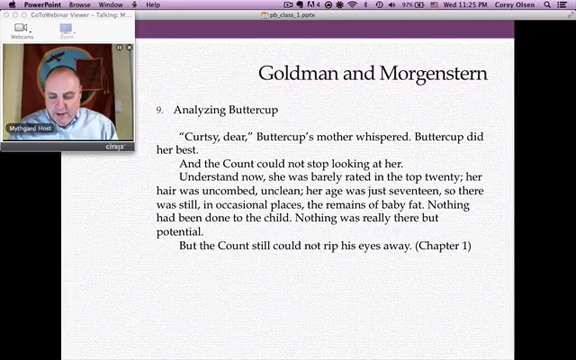 PowerPoint Browse Window Help 4 97% Wed 11:25 PM Corey Olsen
pb_class_1.pptx
GoToWebinar Viewer - Talking: M...
Webcams
Zoom
Mythgard Host
CITRIX
Goldman and Morgenstern
9. Analyzing Buttercup
“Curtsy, dear,” Buttercup’s mother whispered. Buttercup did
her best.
And the Count could not stop looking at her.
Understand now, she was barely rated in the top twenty; her
hair was uncombed, unclean; her age was just seventeen, so there
was still, in occasional places, the remains of baby fat. Nothing
had been done to the child. Nothing was really there but
potential.
But the Count still could not rip his eyes away. (Chapter 1)